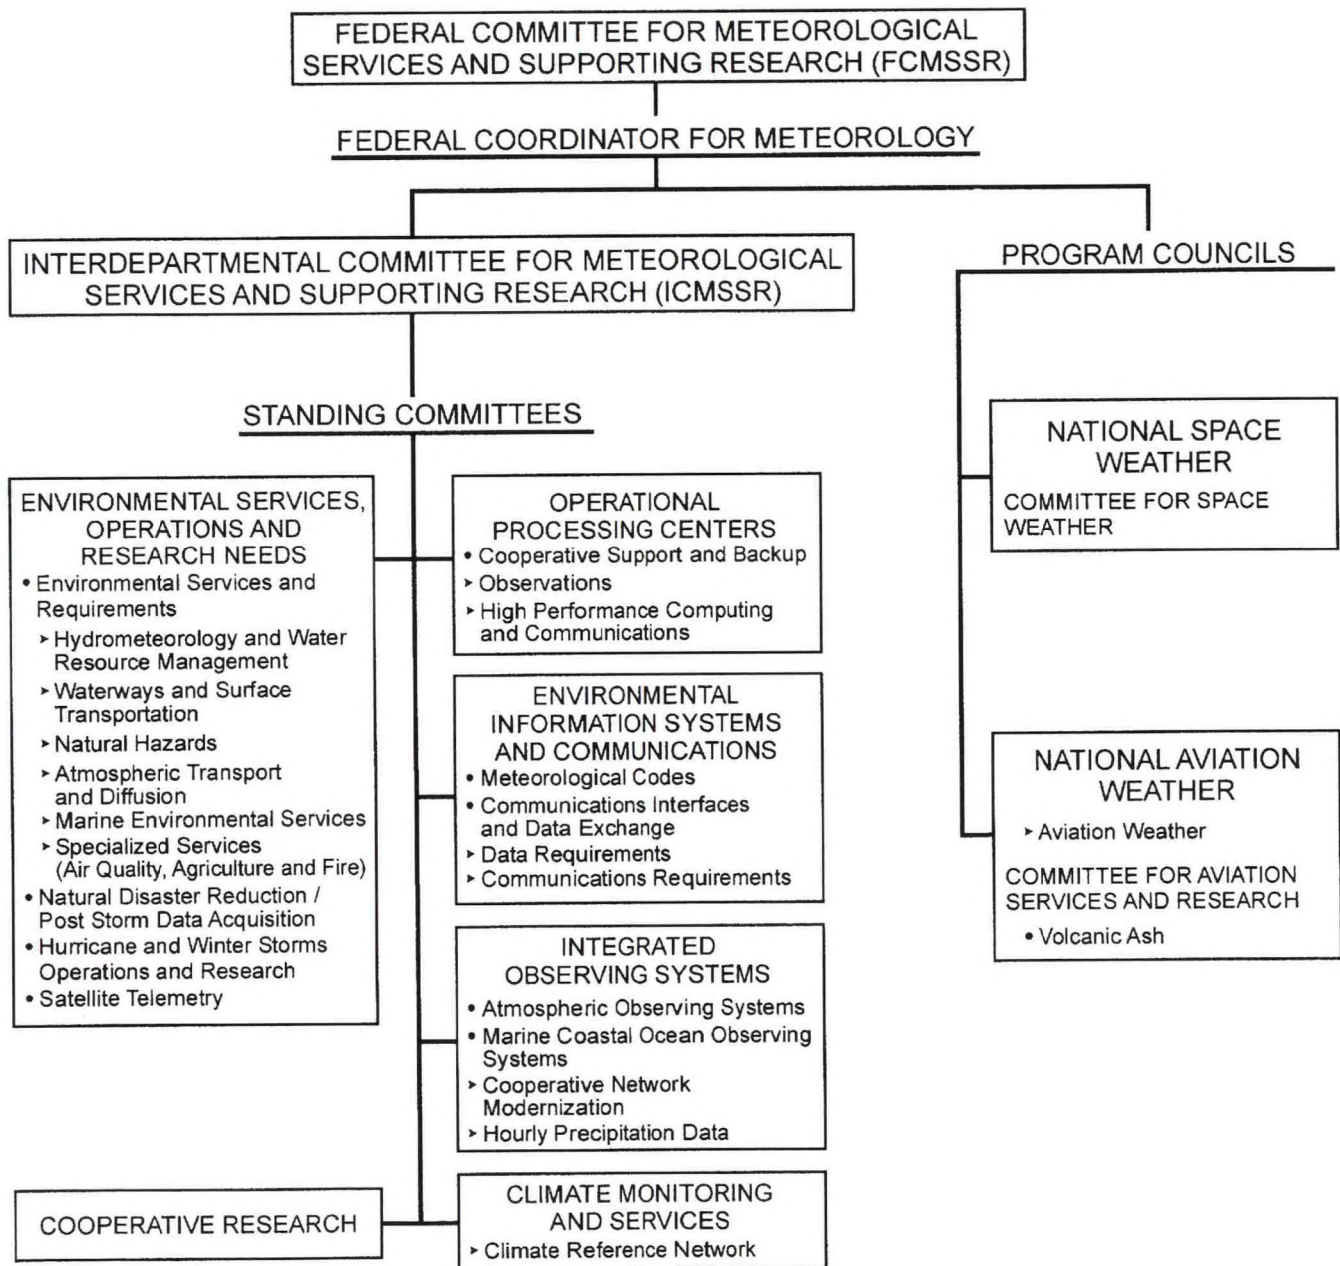 FEDERAL COMMITTEE FOR METEOROLOGICAL
SERVICES AND SUPPORTING RESEARCH (FCMSSR)
FEDERAL COORDINATOR FOR METEOROLOGY
INTERDEPARTMENTAL COMMITTEE FOR METEOROLOGICAL
SERVICES AND SUPPORTING RESEARCH (ICMSSR)
STANDING COMMITTEES
ENVIRONMENTAL SERVICES,
OPERATIONS AND
RESEARCH NEEDS
• Environmental Services and
Requirements
➤ Hydrometeorology and Water
Resource Management
➤ Waterways and Surface
Transportation
➤ Natural Hazards
➤ Atmospheric Transport
and Diffusion
➤ Marine Environmental Services
➤ Specialized Services
(Air Quality, Agriculture and Fire)
• Natural Disaster Reduction /
Post Storm Data Acquisition
• Hurricane and Winter Storms
Operations and Research
• Satellite Telemetry
COOPERATIVE RESEARCH
OPERATIONAL
PROCESSING CENTERS
• Cooperative Support and Backup
➤ Observations
➤ High Performance Computing
and Communications
ENVIRONMENTAL
INFORMATION SYSTEMS
AND COMMUNICATIONS
• Meteorological Codes
• Communications Interfaces
and Data Exchange
➤ Data Requirements
➤ Communications Requirements
INTEGRATED
OBSERVING SYSTEMS
• Atmospheric Observing Systems
• Marine Coastal Ocean Observing
Systems
➤ Cooperative Network
Modernization
➤ Hourly Precipitation Data
CLIMATE MONITORING
AND SERVICES
➤ Climate Reference Network
PROGRAM COUNCILS
NATIONAL SPACE
WEATHER
COMMITTEE FOR SPACE
WEATHER
NATIONAL AVIATION
WEATHER
➤ Aviation Weather
COMMITTEE FOR AVIATION
SERVICES AND RESEARCH
• Volcanic Ash